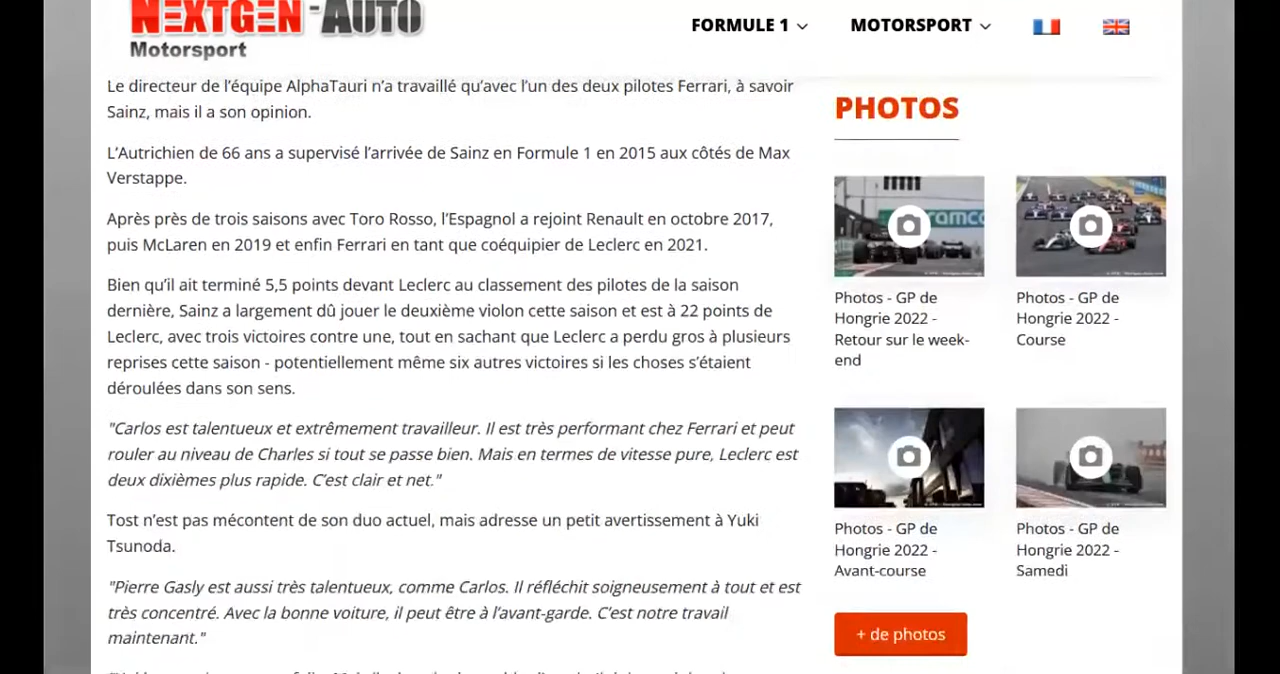 NEXTGEN-AUTO
Motorsport
FORMULE 1
MOTORSPORT
Le directeur de l’équipe AlphaTauri n’a travaillé qu’avec l’un des deux pilotes Ferrari, à savoir
Sainz, mais il a son opinion.
L’Autrichien de 66 ans a supervisé l’arrivée de Sainz en Formule 1 en 2015 aux côtés de Max
Verstappe.
Après près de trois saisons avec Toro Rosso, l’Espagnol a rejoint Renault en octobre 2017,
puis McLaren en 2019 et enfin Ferrari en tant que coéquipier de Leclerc en 2021.
Bien qu’il ait terminé 5,5 points devant Leclerc au classement des pilotes de la saison
dernière, Sainz a largement dû jouer le deuxième violon cette saison et est à 22 points de
Leclerc, avec trois victoires contre une, tout en sachant que Leclerc a perdu gros à plusieurs
reprises cette saison - potentiellement même six autres victoires si les choses s’étaient
déroulées dans son sens.
"Carlos est talentueux et extrêmement travailleur. Il est très performant chez Ferrari et peut
rouler au niveau de Charles si tout se passe bien. Mais en termes de vitesse pure, Leclerc est
deux dixièmes plus rapide. C’est clair et net."
Tost n’est pas mécontent de son duo actuel, mais adresse un petit avertissement à Yuki
Tsunoda.
"Pierre Gasly est aussi très talentueux, comme Carlos. Il réfléchit soigneusement à tout et est
très concentré. Avec la bonne voiture, il peut être à l’avant-garde. C’est notre travail
maintenant."
PHOTOS
aramco
Photos - GP de
Hongrie 2022 -
Retour sur le week-
end
Photos - GP de
Hongrie 2022 -
Course
Photos - GP de
Hongrie 2022 -
Avant-course
Photos - GP de
Hongrie 2022 -
Samedi
+ de photos